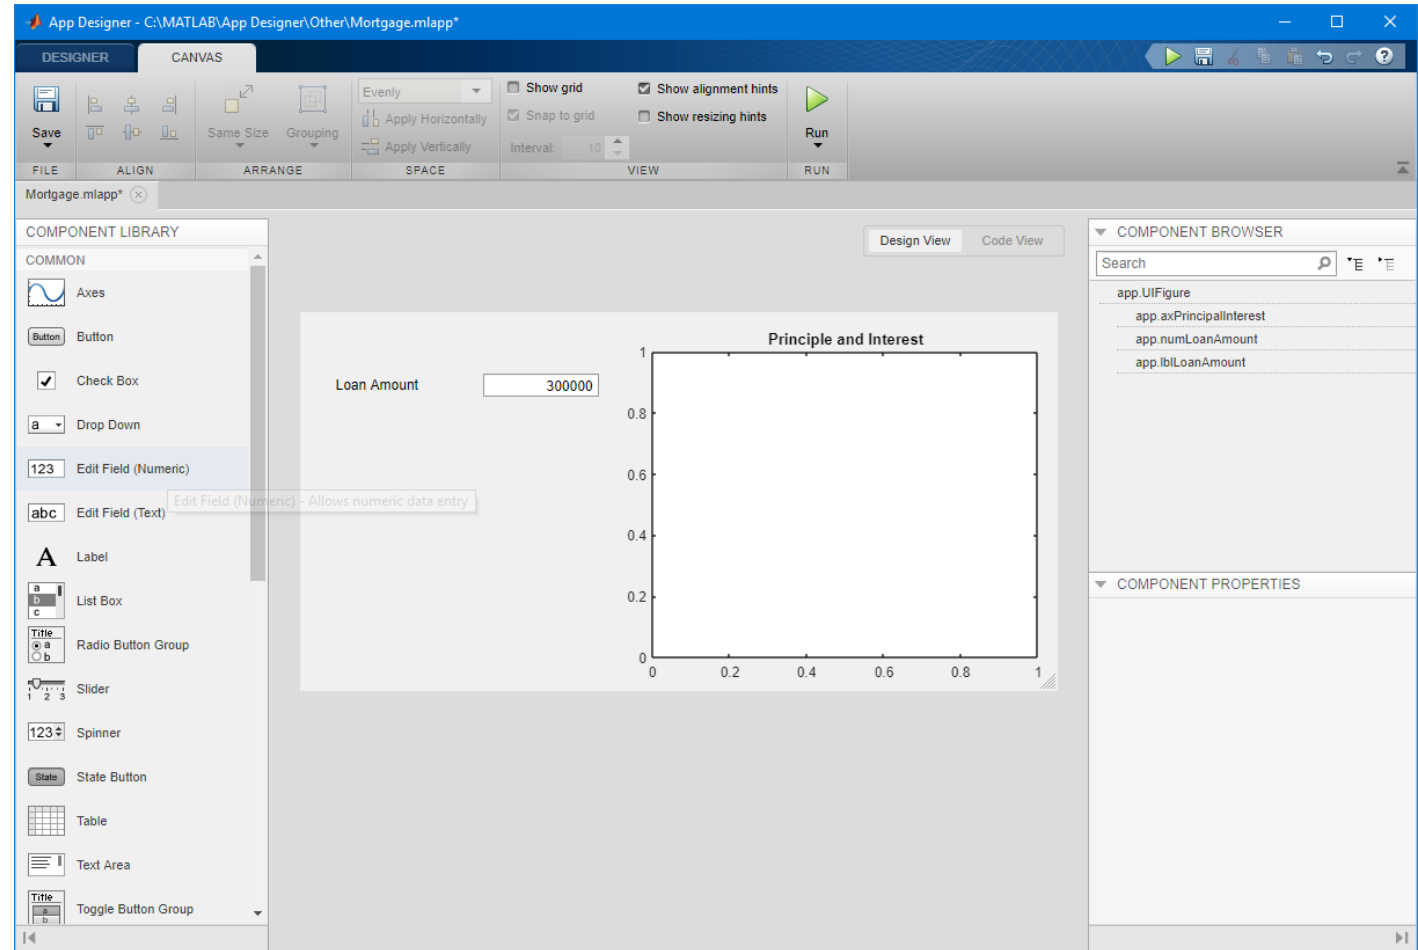 App Designer - C:\MATLAB\App Designer\Other\Mortgage.mlapp*
DESIGNER CANVAS
Evenly Show grid Show alignment hints
Apply Horizontally Snap to grid Show resizing hints
Save Same Size Grouping Run
Apply Vertically Interval: 10
FILE ALIGN ARRANGE SPACE VIEW RUN
Mortgage.mlapp*
COMPONENT LIBRARY
COMMON
Axes
Button Button
Check Box
a Drop Down
123 Edit Field (Numeric)
Edit Field (Numeric) - Allows numeric data entry
abc Edit Field (Text)
A Label
a
b List Box
c
Title
a Radio Button Group
b
Slider
1 2 3
123 Spinner
State State Button
Table
Text Area
Title
a Toggle Button Group
b
Design View Code View
Principle and Interest
Loan Amount 300000
1
0.8
0.6
0.4
0.2
0
0 0.2 0.4 0.6 0.8 1
COMPONENT BROWSER
Search
app.UIFigure
app.axPrincipalInterest
app.numLoanAmount
app.lblLoanAmount
COMPONENT PROPERTIES